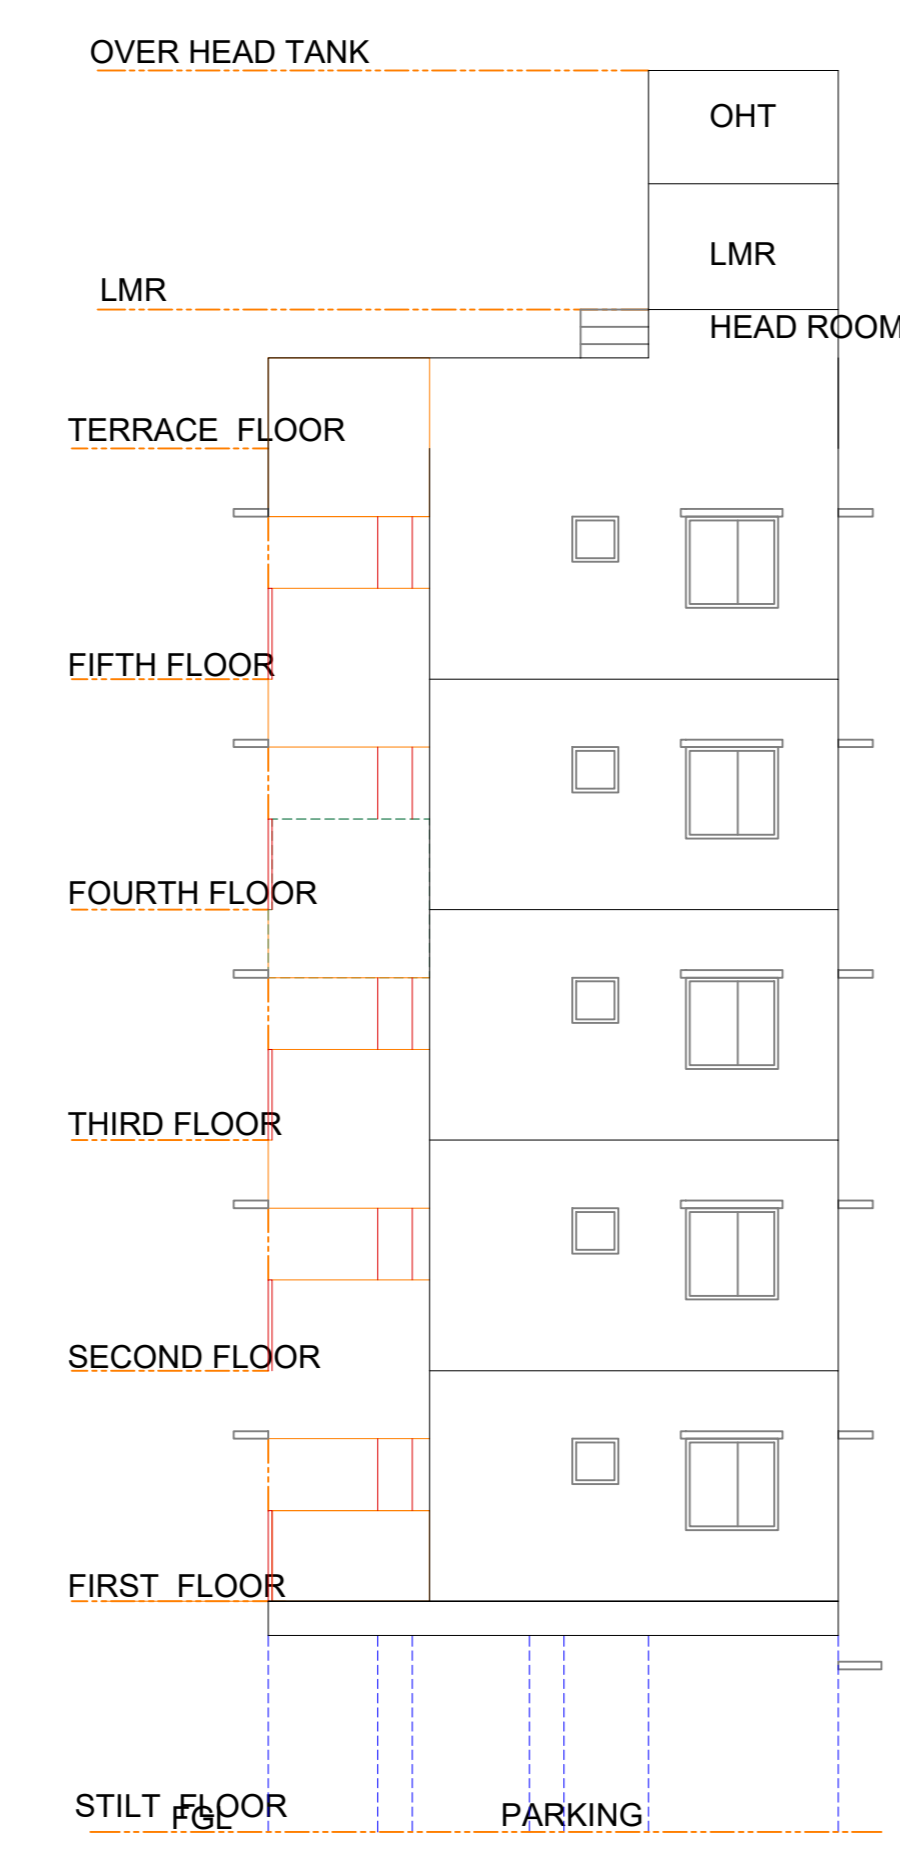 OVER HEAD TANK
OHT
LMR
LMR
HEAD ROOM
TERRACE FLOOR
FIFTH FLOOR
FOURTH FLOOR
THIRD FLOOR
SECOND FLOOR
FIRST FLOOR
STILT FLOOR
FGL
PARKING